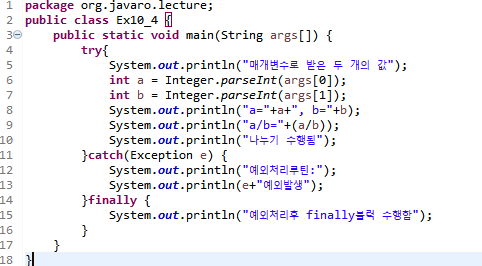 1 package org.javaro.lecture;
2 public class Ex10_4 {
3 public static void main(String args[]) {
4 try{
5 System.out.println("매개변수로 받은 두 개의 값");
6 int a = Integer.parseInt(args[0]);
7 int b = Integer.parseInt(args[1]);
8 System.out.println("a="+a+", b="+b);
9 System.out.println("a/b="+(a/b));
10 System.out.println("나누기 수행됨");
11 }catch(Exception e) {
12 System.out.println("예외처리루틴:");
13 System.out.println(e+"예외발생");
14 }finally {
15 System.out.println("예외처리후 finally블럭 수행함");
16 }
17 }
18 }